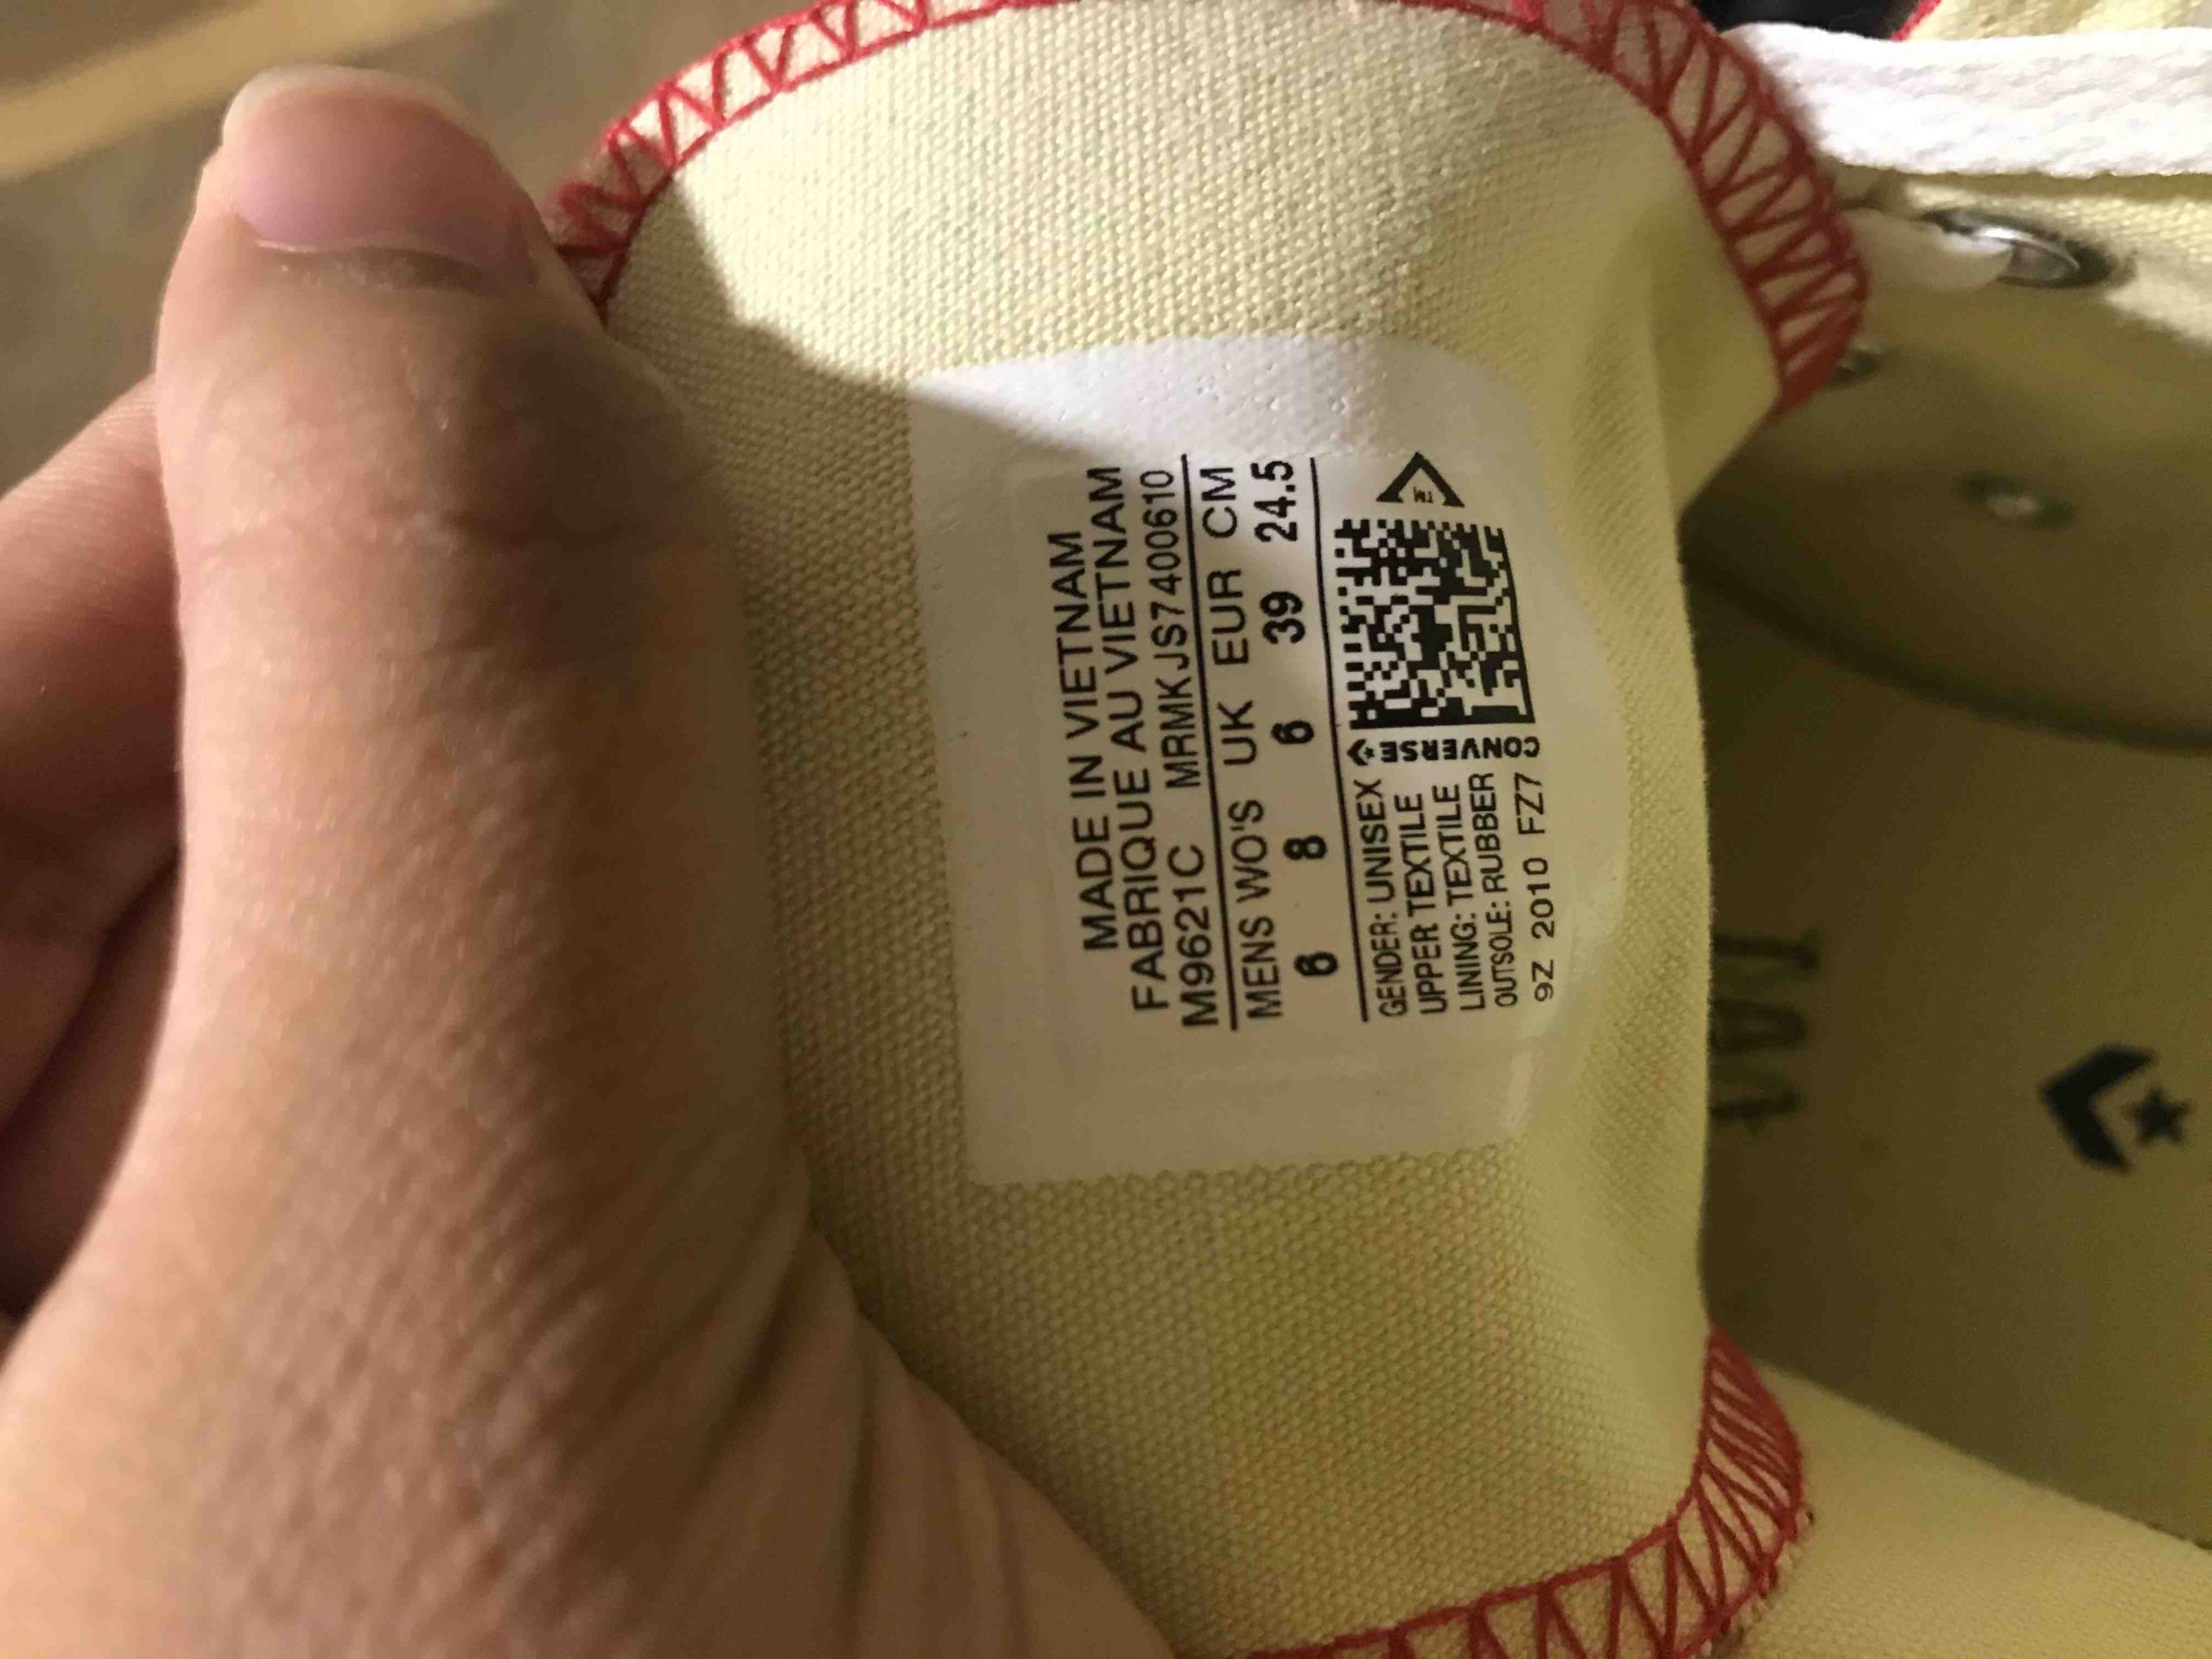 MADE IN VIETNAM
FABRIQUE AU VIETNAM
M9621C MRMKJS7400610
MENS WO'S UK EUR CM
6 8 6 39 24.5
GENDER: UNISEX
UPPER TEXTILE
LINING: TEXTILE
OUTSOLE: RUBBER
9Z 2010 FZ7
CONVERSE
TM